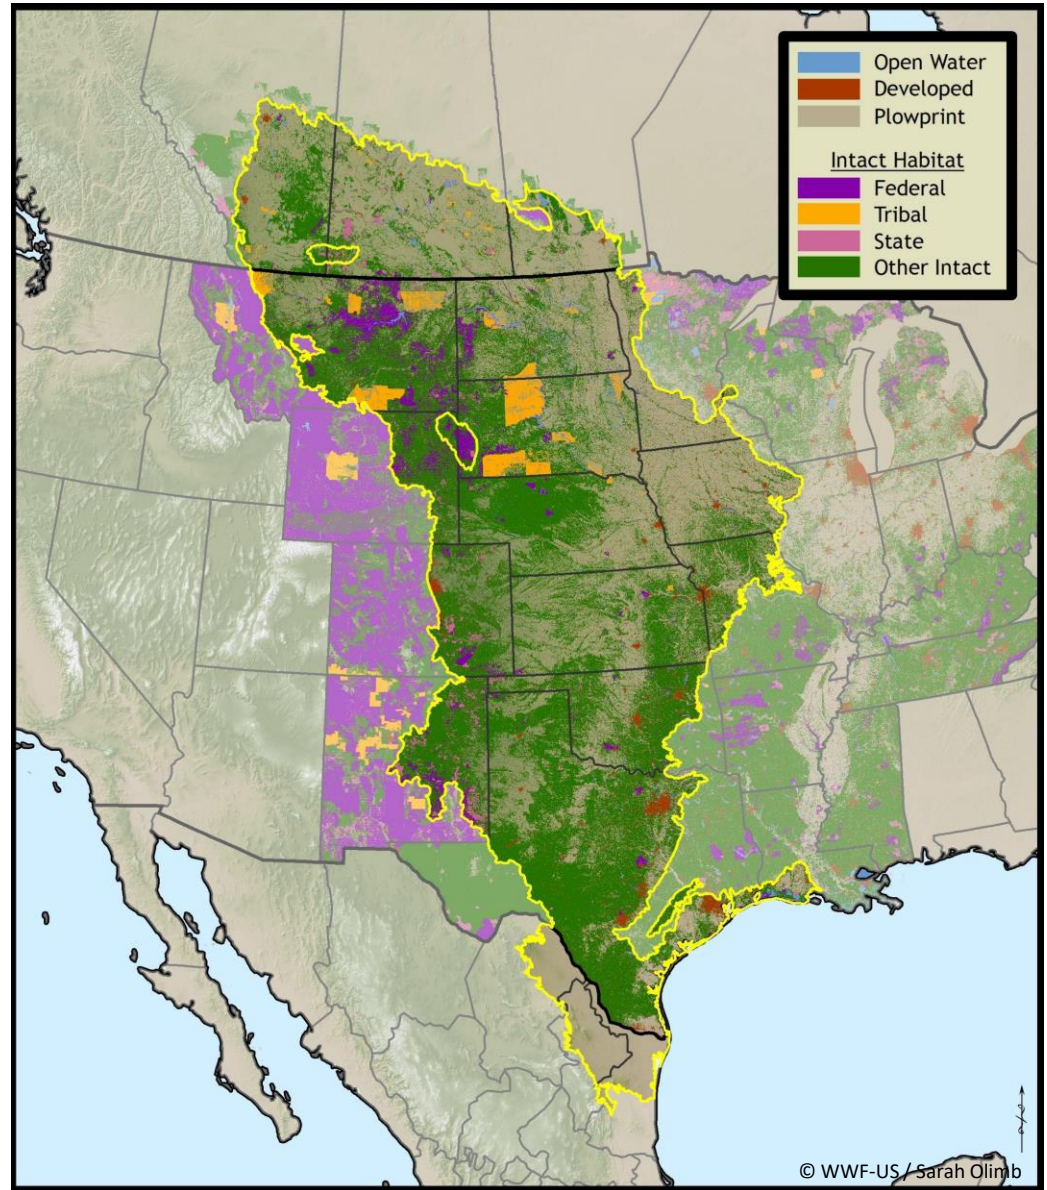 Open Water
Developed
Plowprint
Intact Habitat
Federal
Tribal
State
Other Intact
© WWF-US / Sarah Olimb